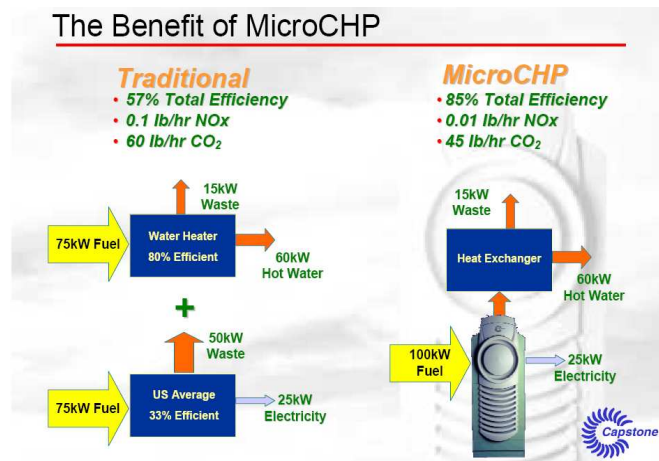 The Benefit of MicroCHP
Traditional
• 57% Total Efficiency
• 0.1 lb/hr NOx
• 60 lb/hr CO₂
15kW
Waste
75kW Fuel
Water Heater
80% Efficient
60kW
Hot Water
+
50kW
Waste
75kW Fuel
US Average
33% Efficient
25kW
Electricity
MicroCHP
• 85% Total Efficiency
• 0.01 lb/hr NOx
• 45 lb/hr CO₂
15kW
Waste
Heat Exchanger
60kW
Hot Water
100kW
Fuel
25kW
Electricity
Capstone